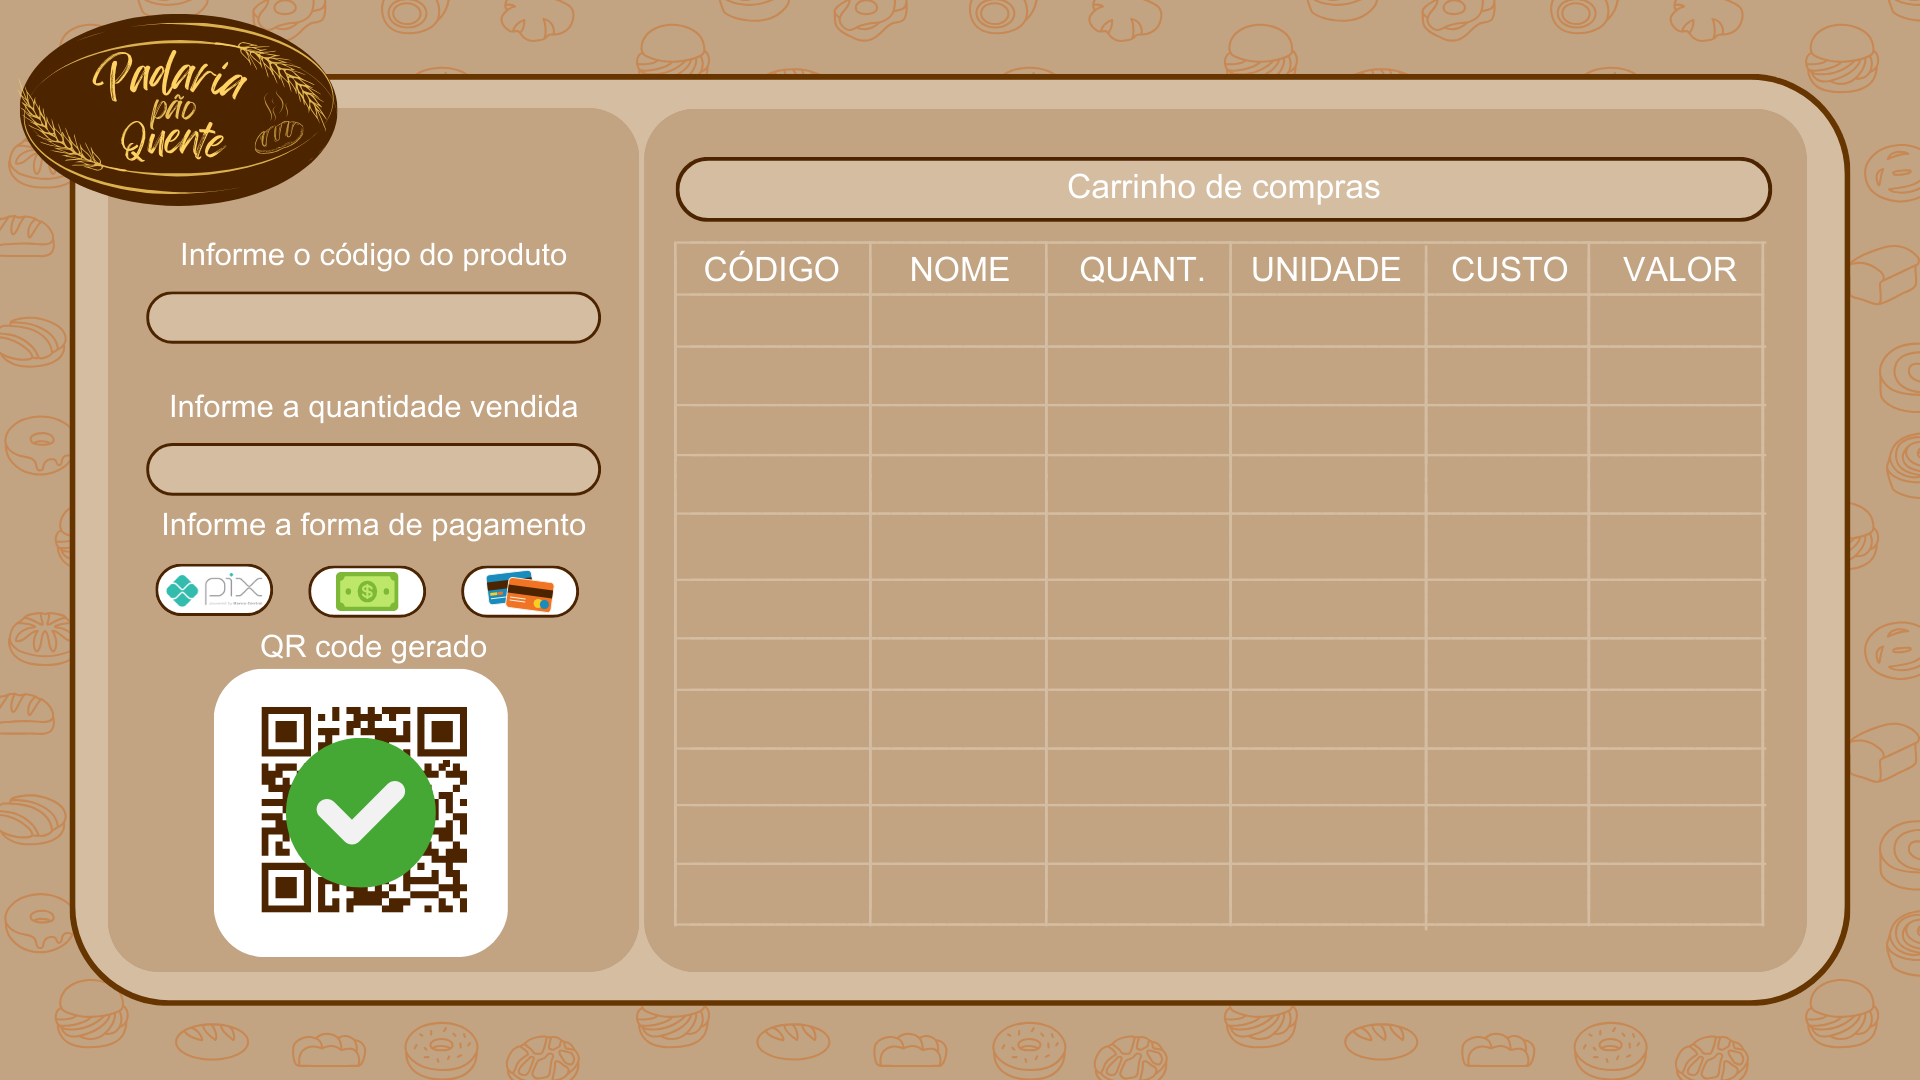 Padaria
pão
Quente
Informe o código do produto
Informe a quantidade vendida
Informe a forma de pagamento
pix
QR code gerado
Carrinho de compras
CÓDIGO NOME QUANT. UNIDADE CUSTO VALOR